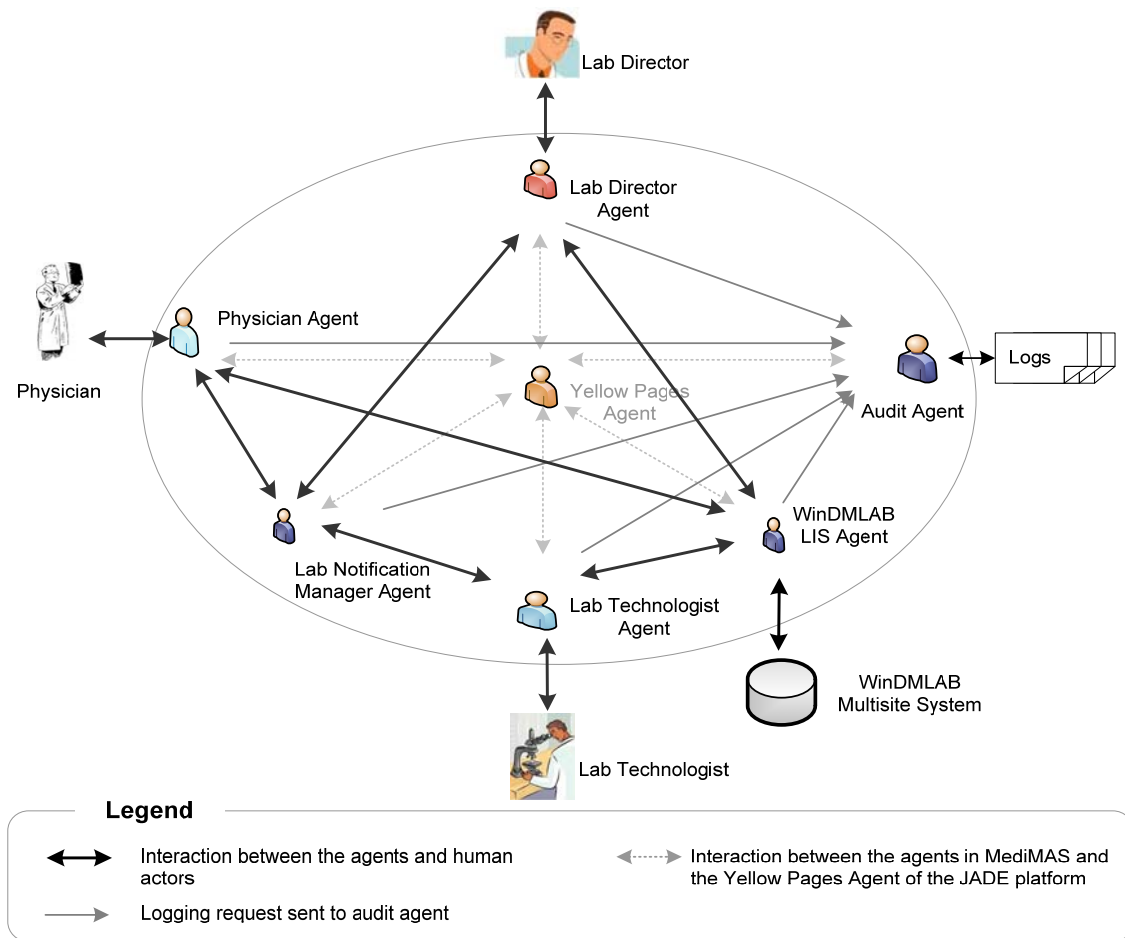 Lab Director
Lab Director
Agent
Physician Agent
Physician
Yellow Pages
Agent
Logs
Audit Agent
WinDMLAB
LIS Agent
Lab Notification
Manager Agent
Lab Technologist
Agent
WinDMLAB
Multisite System
Lab Technologist
Legend
Interaction between the agents and human
actors
Logging request sent to audit agent
Interaction between the agents in MediMAS and
the Yellow Pages Agent of the JADE platform